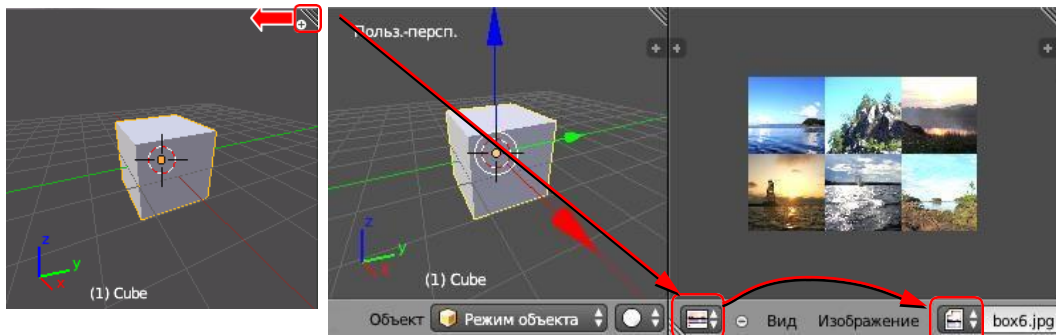 z
y
x
(1) Cube
Польз.-персп.
z
y
x
(1) Cube
Объект Режим объекта Вид Изображение box6.jpg